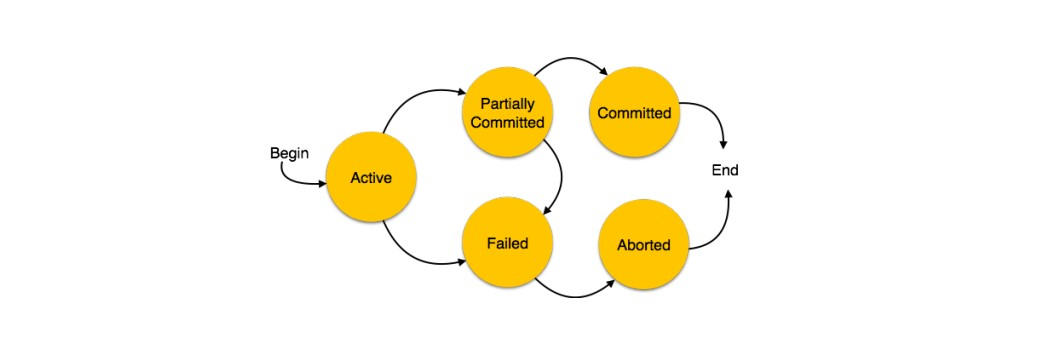 Begin
Active
Partially
Committed
Committed
End
Failed
Aborted